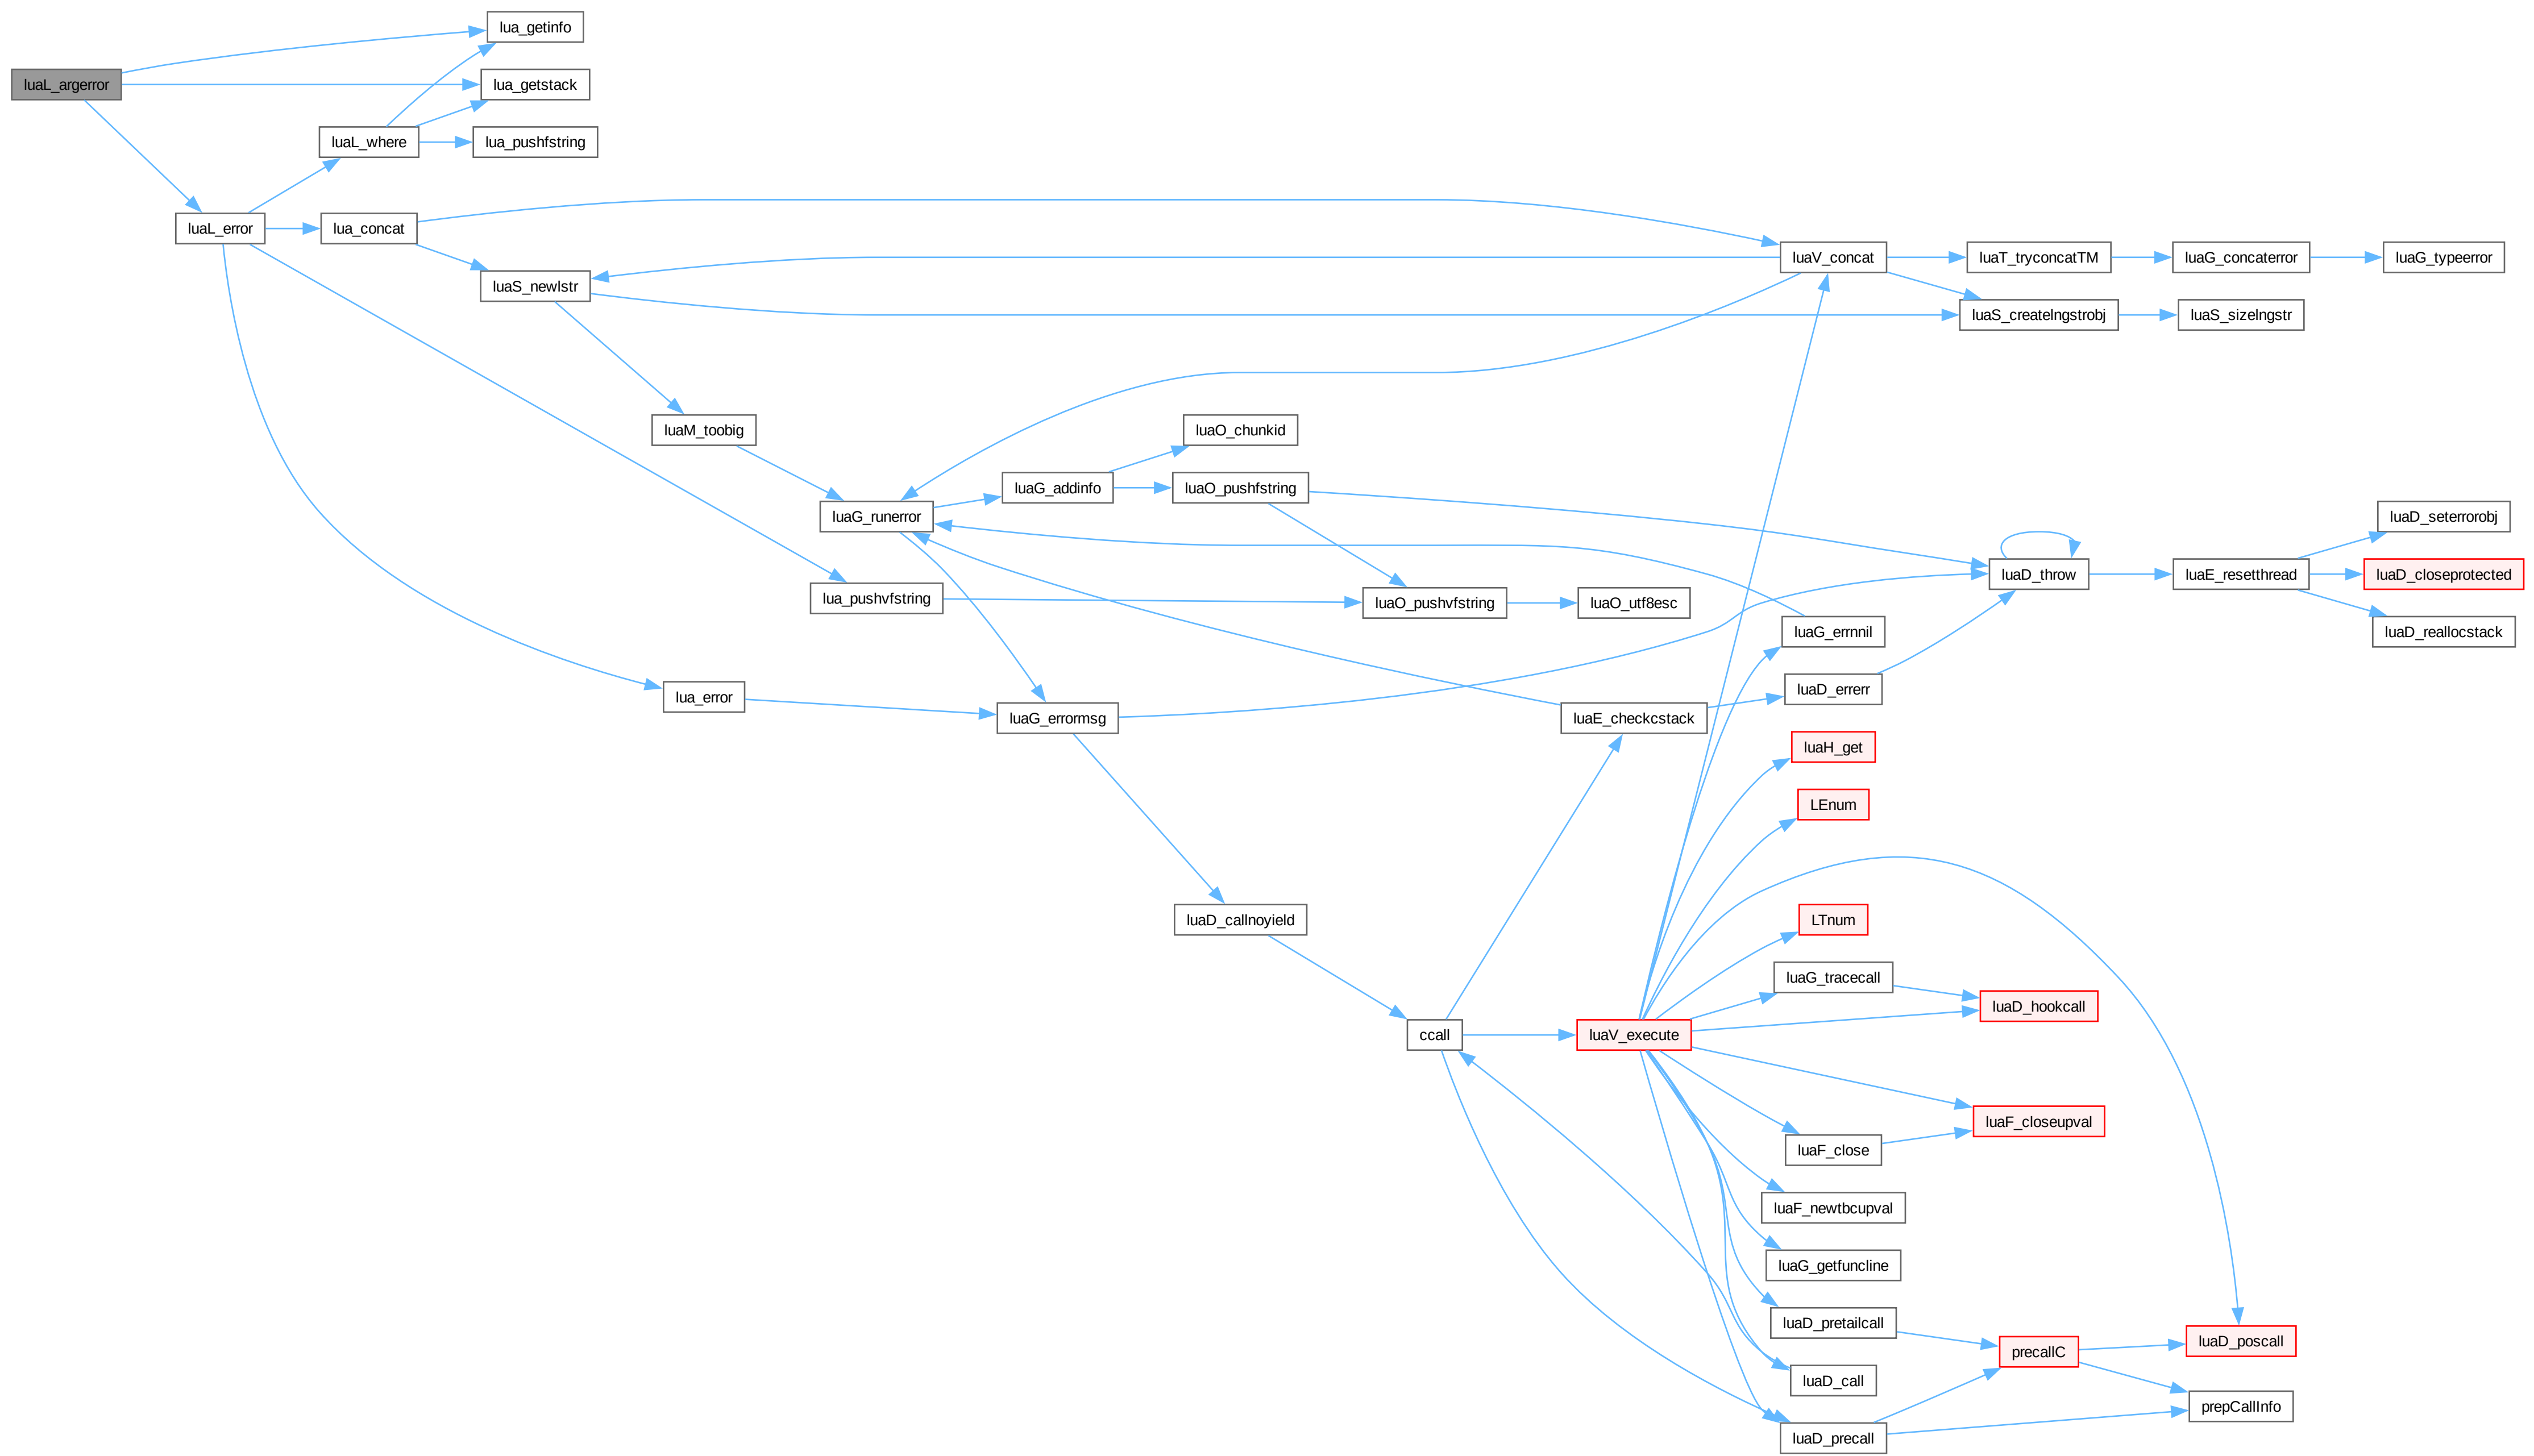 lua_getinfo
luaL_argerror
lua_getstack
luaL_where
lua_pushfstring
luaL_error
lua_concat
luaV_concat
luaT_tryconcatTM
luaG_concaterror
luaG_typeerror
luaS_newlstr
luaS_createlngstrobj
luaS_sizelngstr
luaM_toobig
luaO_chunkid
luaG_addinfo
luaO_pushfstring
luaG_runerror
luaD_seterrorobj
luaD_throw
luaE_resetthread
luaD_closeprotected
lua_pushvfstring
luaO_pushvfstring
luaO_utf8esc
luaG_errnnil
luaD_reallocstack
lua_error
luaD_errerr
luaG_errormsg
luaE_checkcstack
luaH_get
LEnum
luaD_callnoyield
LTnum
luaG_tracecall
luaD_hookcall
ccall
luaV_execute
luaF_closeupval
luaF_close
luaF_newtbcupval
luaG_getfuncline
luaD_pretailcall
precallC
luaD_poscall
luaD_call
prepCallInfo
luaD_precall